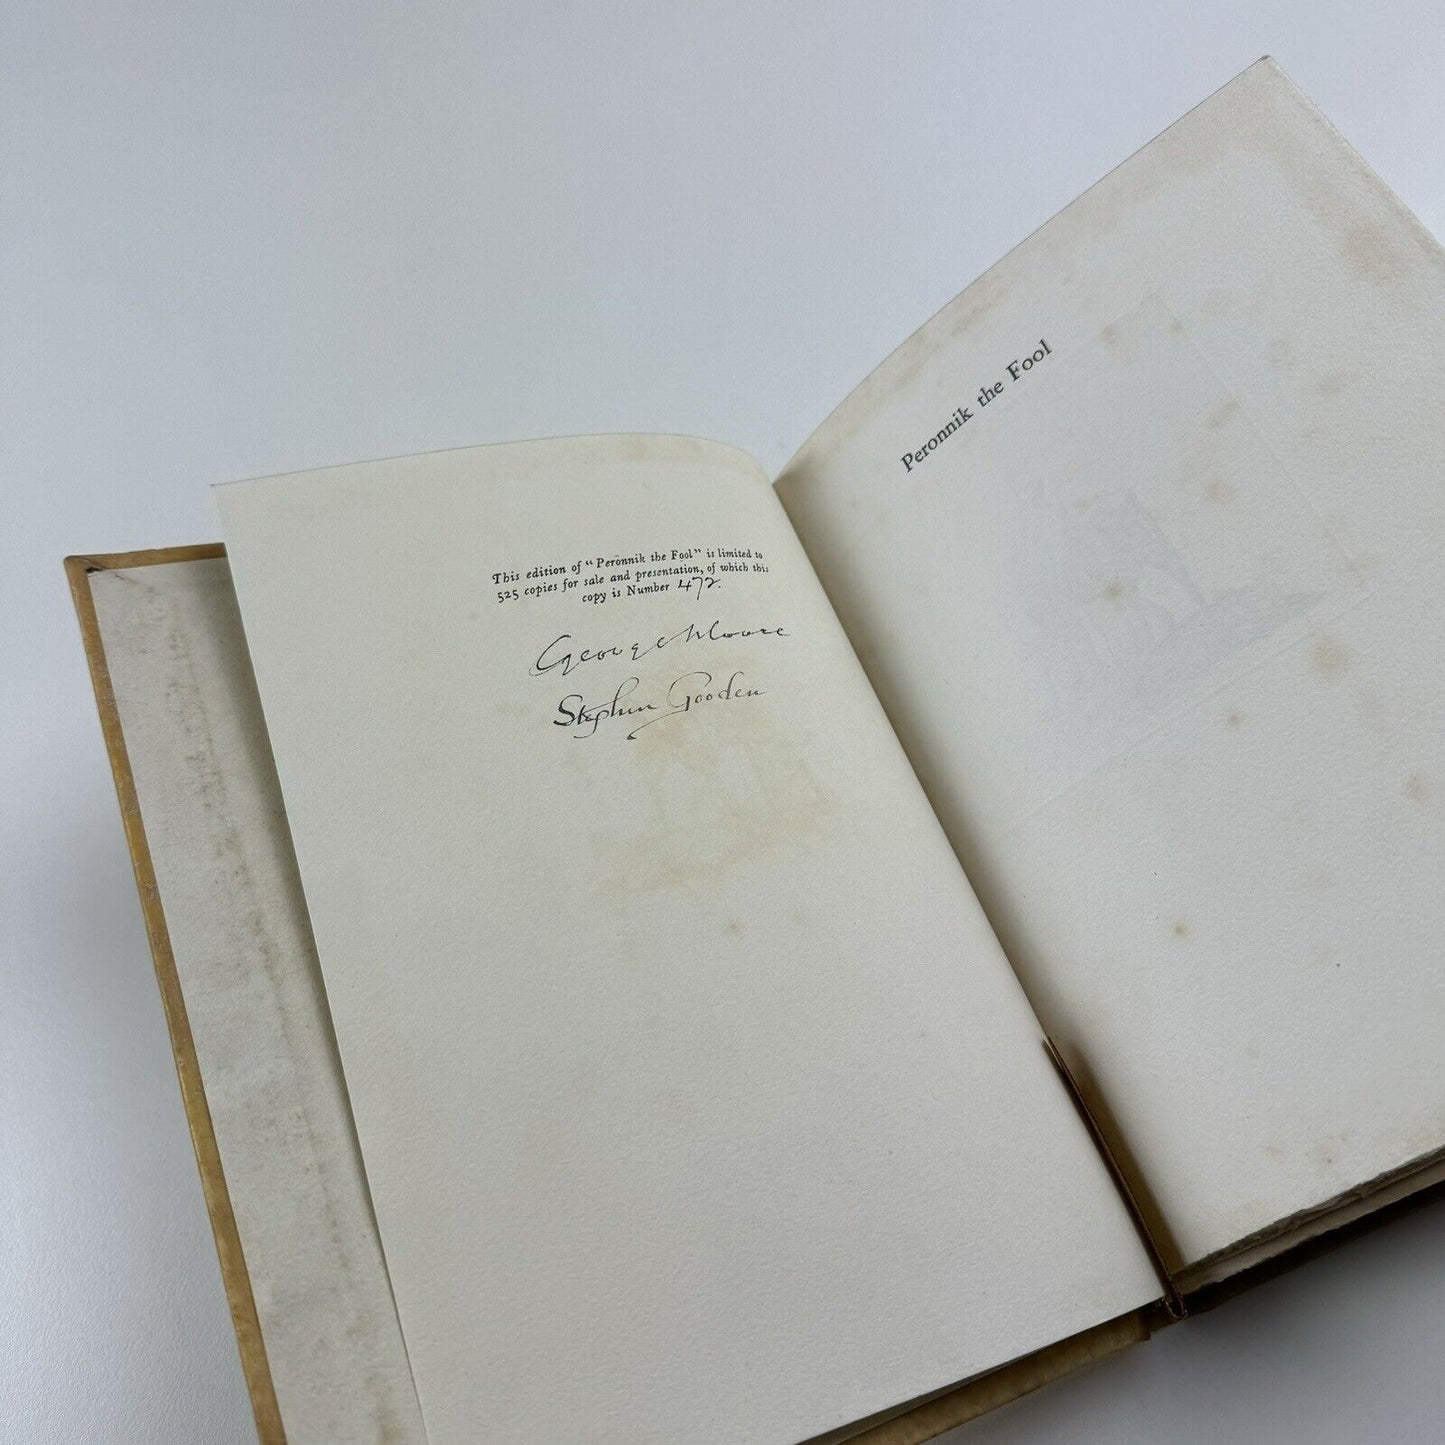 This edition of "Peronnik the Fool" is limited to
525 copies for sale and presentation, of which this
copy is Number 472.
George Moore
Stephen Gooden
Peronnik the Fool